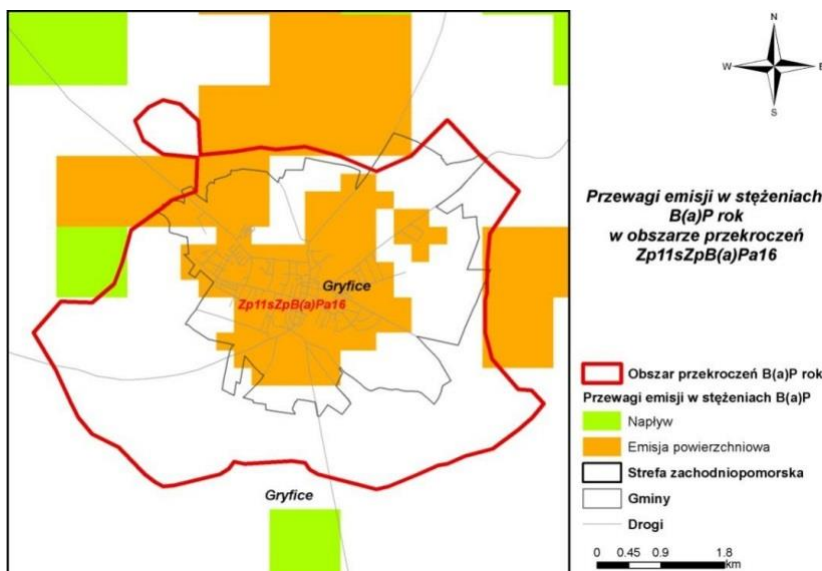 N
W
E
S
Przewagi emisji w stężeniach
B(a)P rok
w obszarze przekroczeń
Zp11sZpB(a)Pa16
Gryfice
Zp11sZpB(a)Pa16
Gryfice
Obszar przekroczeń B(a)P rok
Przewagi emisji w stężeniach B(a)P
Napływ
Emisja powierzchniowa
Strefa zachodniopomorska
Gminy
Drogi
0 0.45 0.9 1.8
km